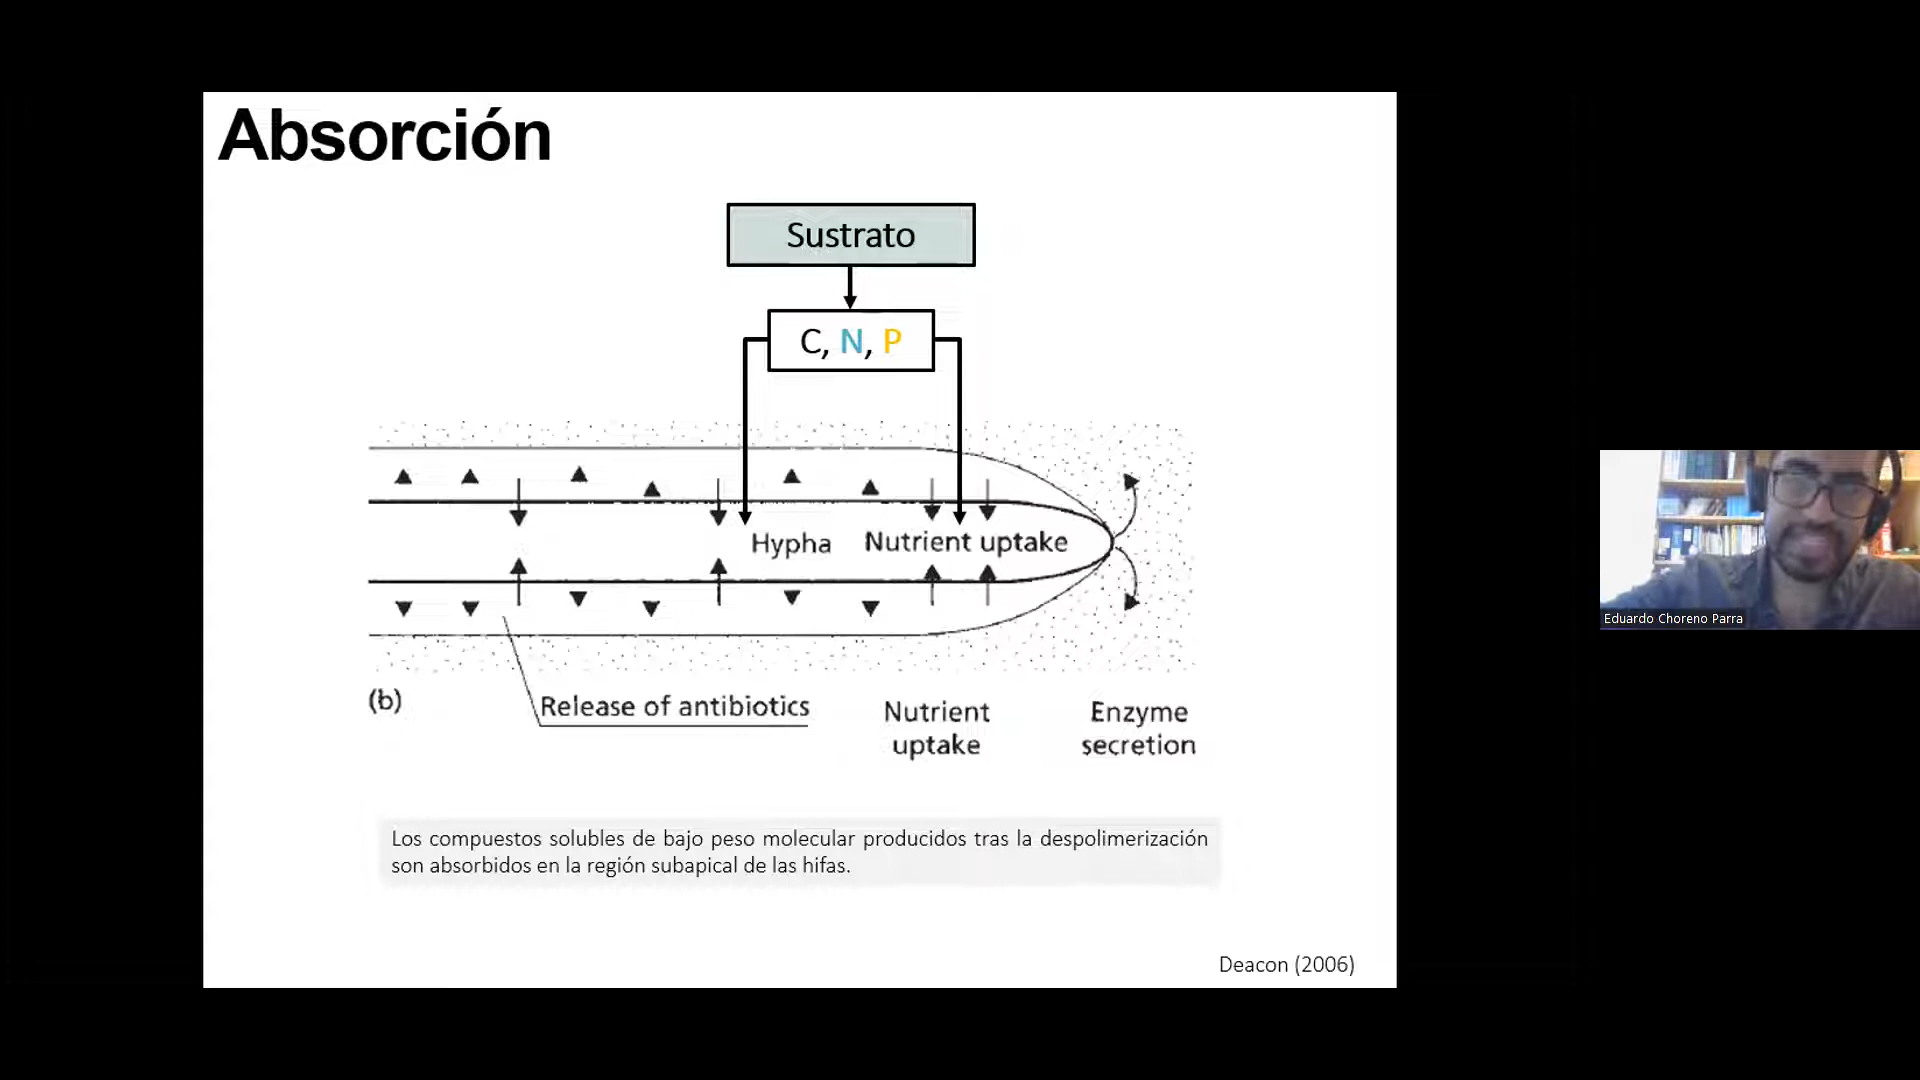 Absorción
Sustrato
C, N, P
Hypha
Nutrient uptake
(b)
Release of antibiotics
Nutrient
uptake
Enzyme
secretion
Los compuestos solubles de bajo peso molecular producidos tras la despolimerización
son absorbidos en la región subapical de las hifas.
Deacon (2006)
Eduardo Choreno Parra